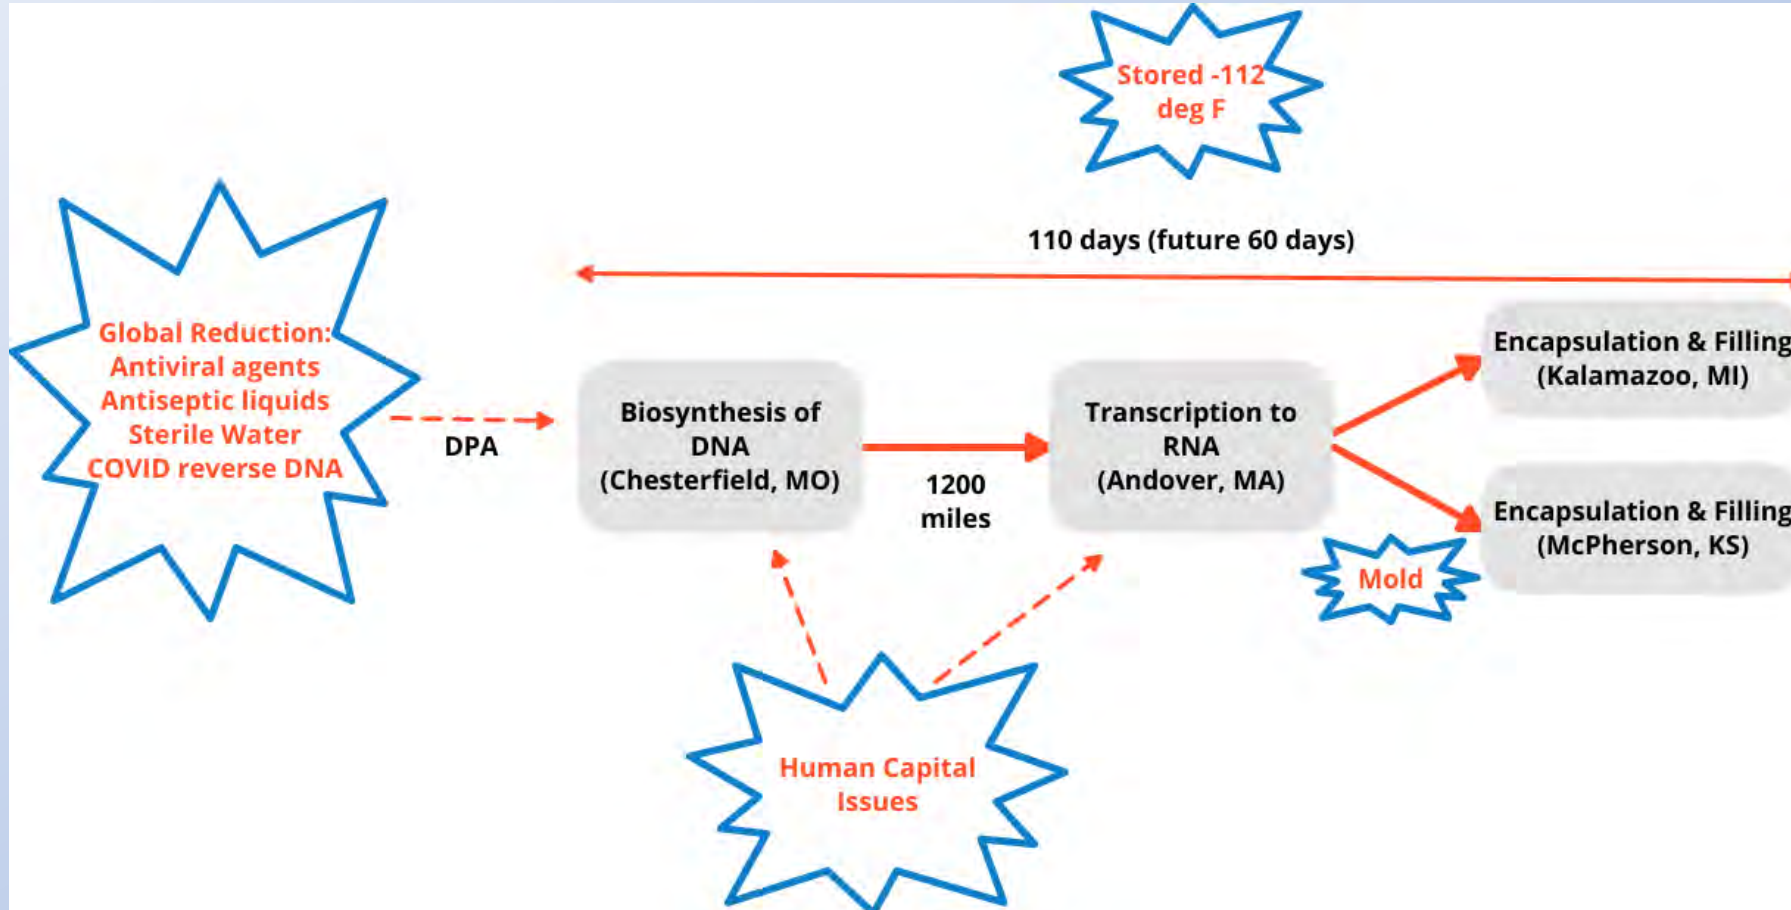 Stored -112
deg F
110 days (future 60 days)
Global Reduction:
Antiviral agents
Antiseptic liquids
Sterile Water
COVID reverse DNA
DPA
Biosynthesis of
DNA
(Chesterfield, MO)
1200
miles
Transcription to
RNA
(Andover, MA)
Encapsulation & Filling
(Kalamazoo, MI)
Encapsulation & Filling
(McPherson, KS)
Mold
Human Capital
Issues